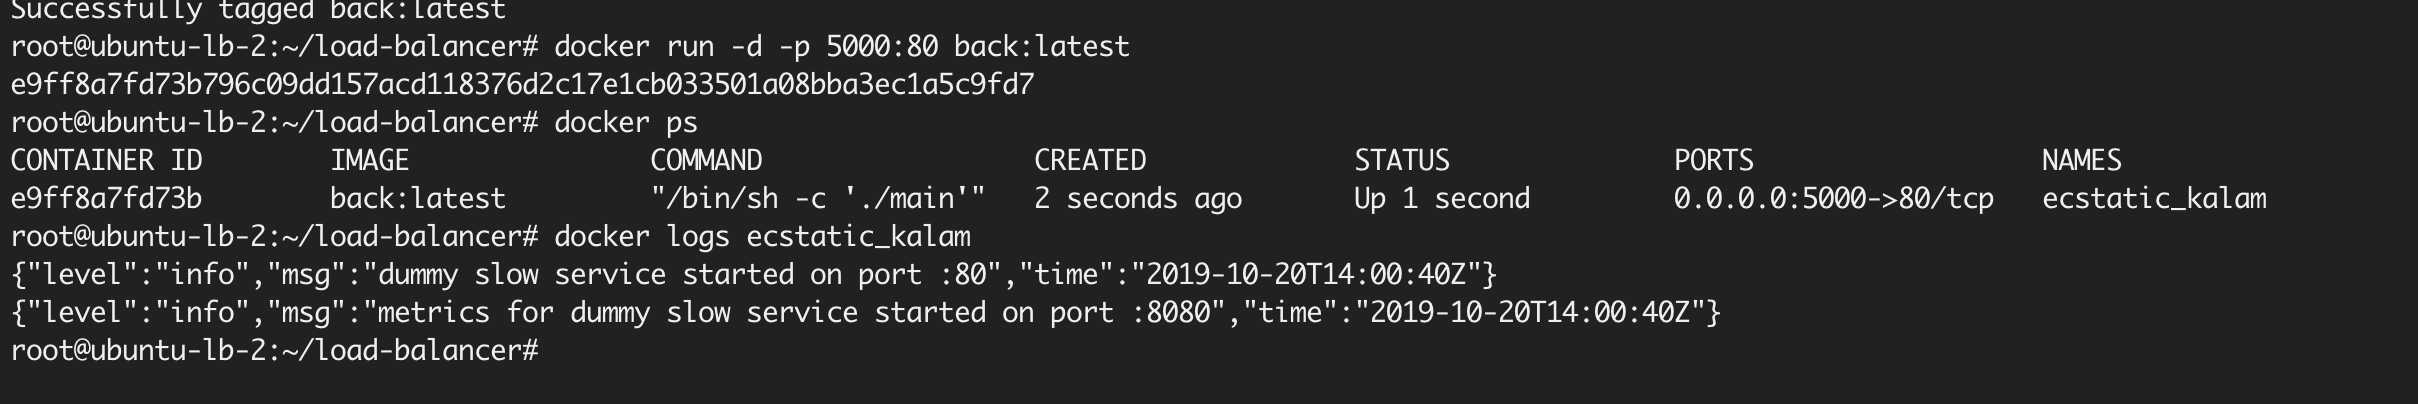 Successfully tagged back:latest
root@ubuntu-lb-2:~/load-balancer# docker run -d -p 5000:80 back:latest
e9ff8a7fd73b796c09dd157acd118376d2c17e1cb033501a08bba3ec1a5c9fd7
root@ubuntu-lb-2:~/load-balancer# docker ps
CONTAINER ID        IMAGE               COMMAND                 CREATED             STATUS              PORTS                  NAMES
e9ff8a7fd73b        back:latest         "/bin/sh -c './main'"   2 seconds ago       Up 1 second         0.0.0.0:5000->80/tcp   ecstatic_kalam
root@ubuntu-lb-2:~/load-balancer# docker logs ecstatic_kalam
{"level":"info","msg":"dummy slow service started on port :80","time":"2019-10-20T14:00:40Z"}
{"level":"info","msg":"metrics for dummy slow service started on port :8080","time":"2019-10-20T14:00:40Z"}
root@ubuntu-lb-2:~/load-balancer#